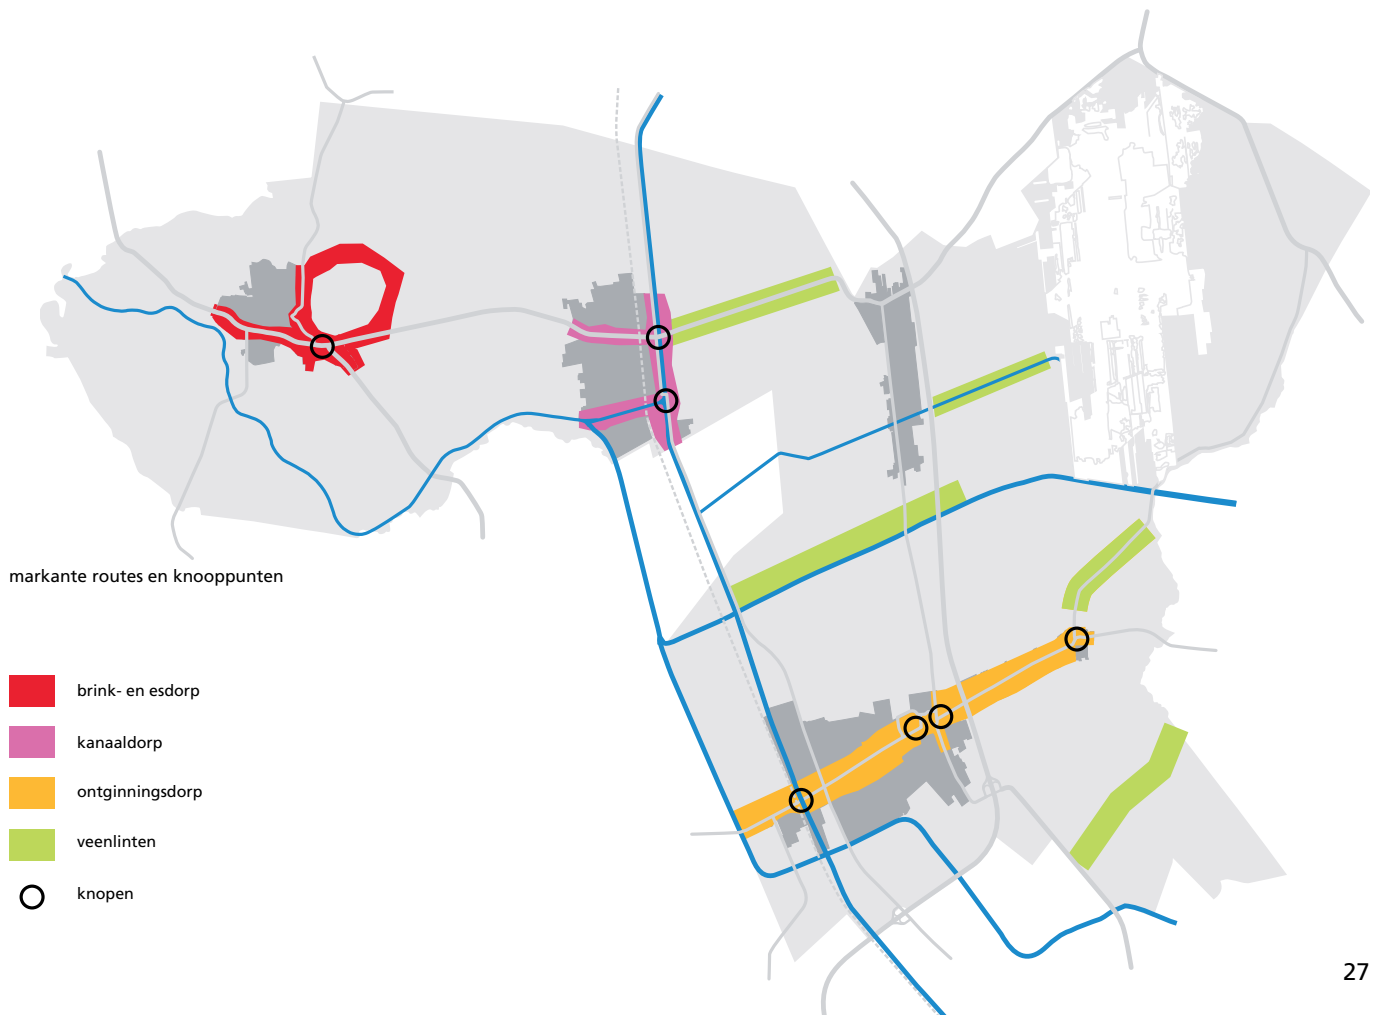 markante routes en knooppunten
brink- en esdorp
kanaaldorp
ontginningsdorp
veenlinten
knopen
27